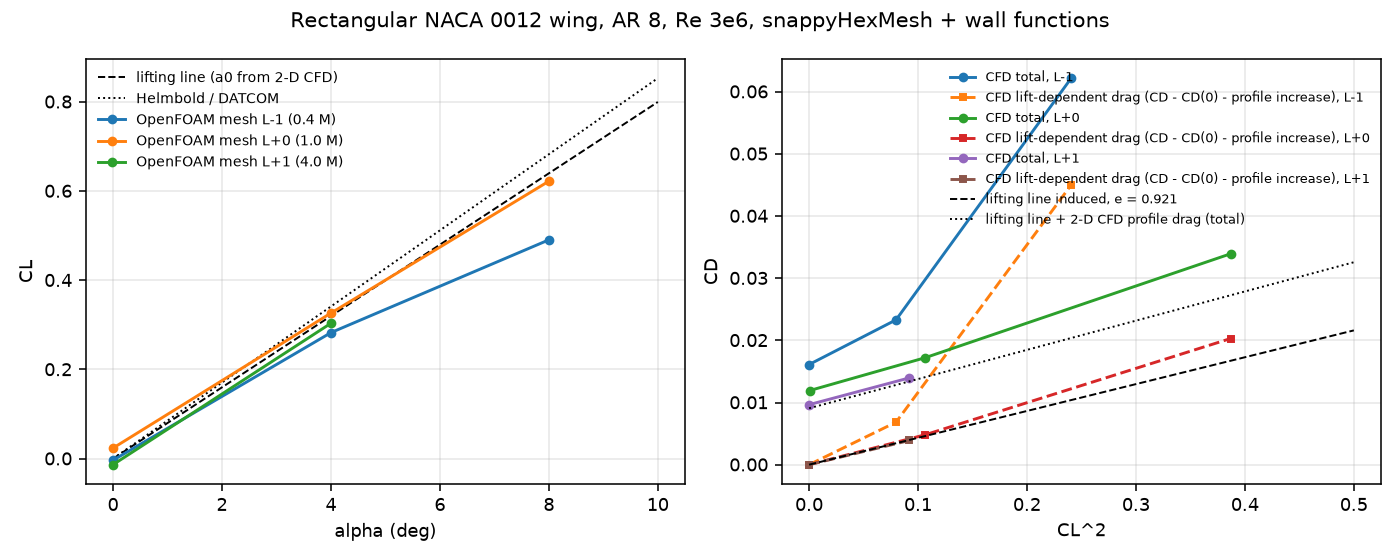 Rectangular NACA 0012 wing, AR 8, Re 3e6, snappyHexMesh + wall functions
lifting line (a0 from 2-D CFD)
Helmbold / DATCOM
OpenFOAM mesh L-1 (0.4 M)
OpenFOAM mesh L+0 (1.0 M)
OpenFOAM mesh L+1 (4.0 M)
0.8
0.6
0.4
0.2
0.0
CL
0
2
4
6
8
10
alpha (deg)
CFD total, L-1
CFD lift-dependent drag (CD - CD(0) - profile increase), L-1
CFD total, L+0
CFD lift-dependent drag (CD - CD(0) - profile increase), L+0
CFD total, L+1
CFD lift-dependent drag (CD - CD(0) - profile increase), L+1
lifting line induced, e = 0.921
lifting line + 2-D CFD profile drag (total)
0.06
0.05
0.04
0.03
0.02
0.01
0.00
CD
0.0
0.1
0.2
0.3
0.4
0.5
CL^2